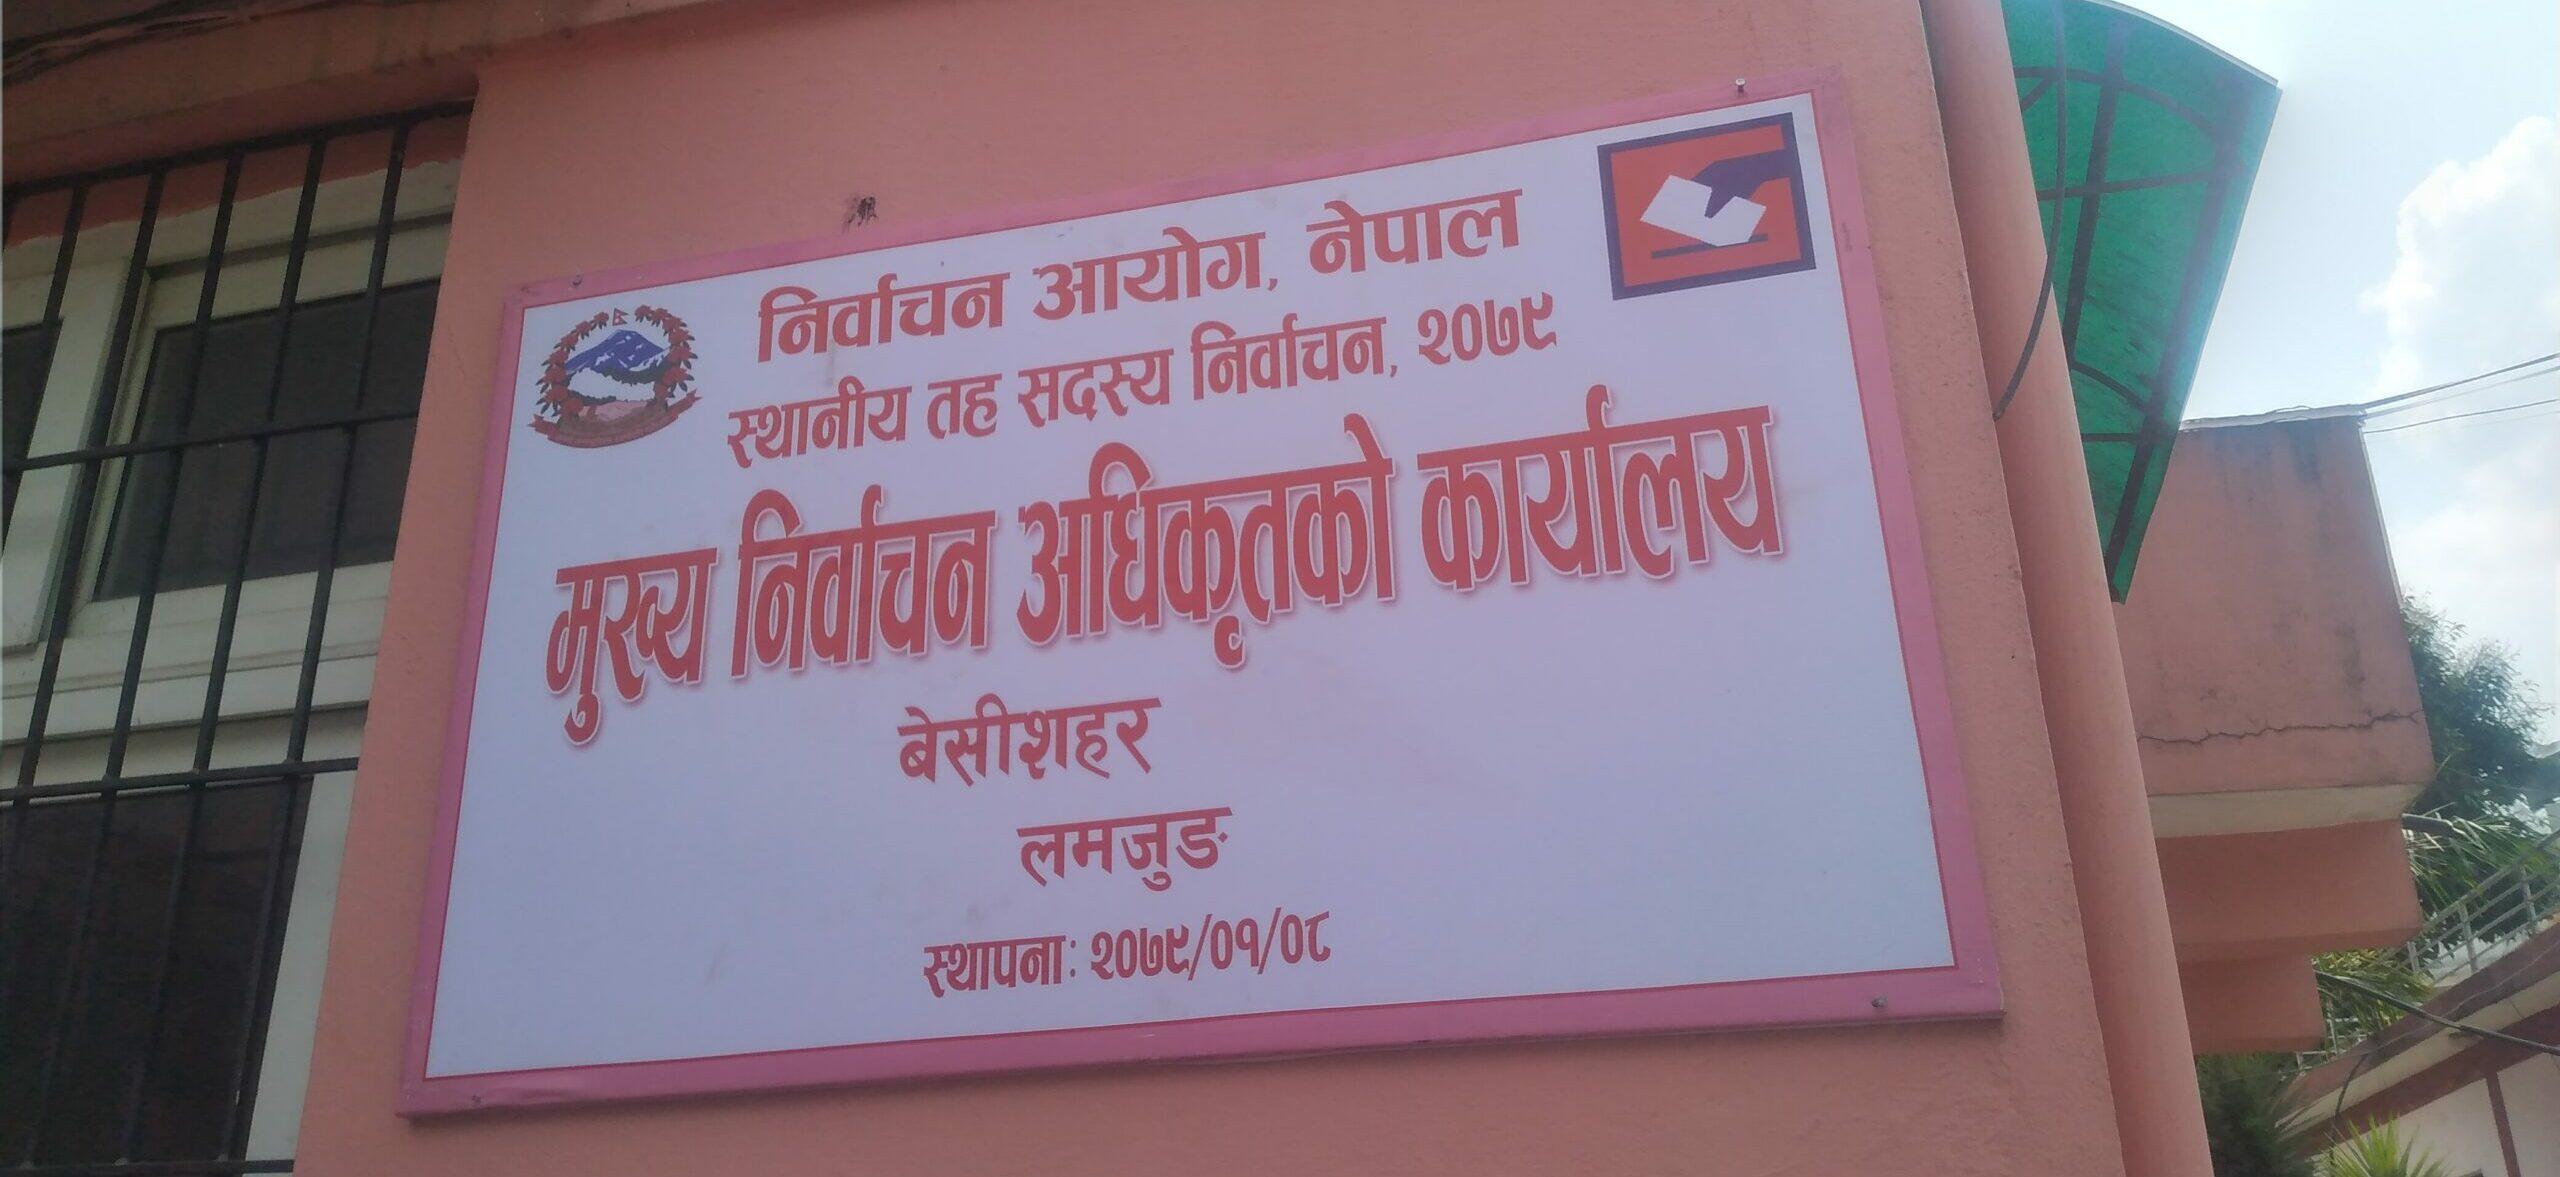 निर्वाचन आयोग, नेपाल
स्थानीय तह सदस्य निर्वाचन, २०७९
मुख्य निर्वाचन अधिकृतको कार्यालय
बेसीशहर
लमजुङ
स्थापनाः २०७९/०१/०८